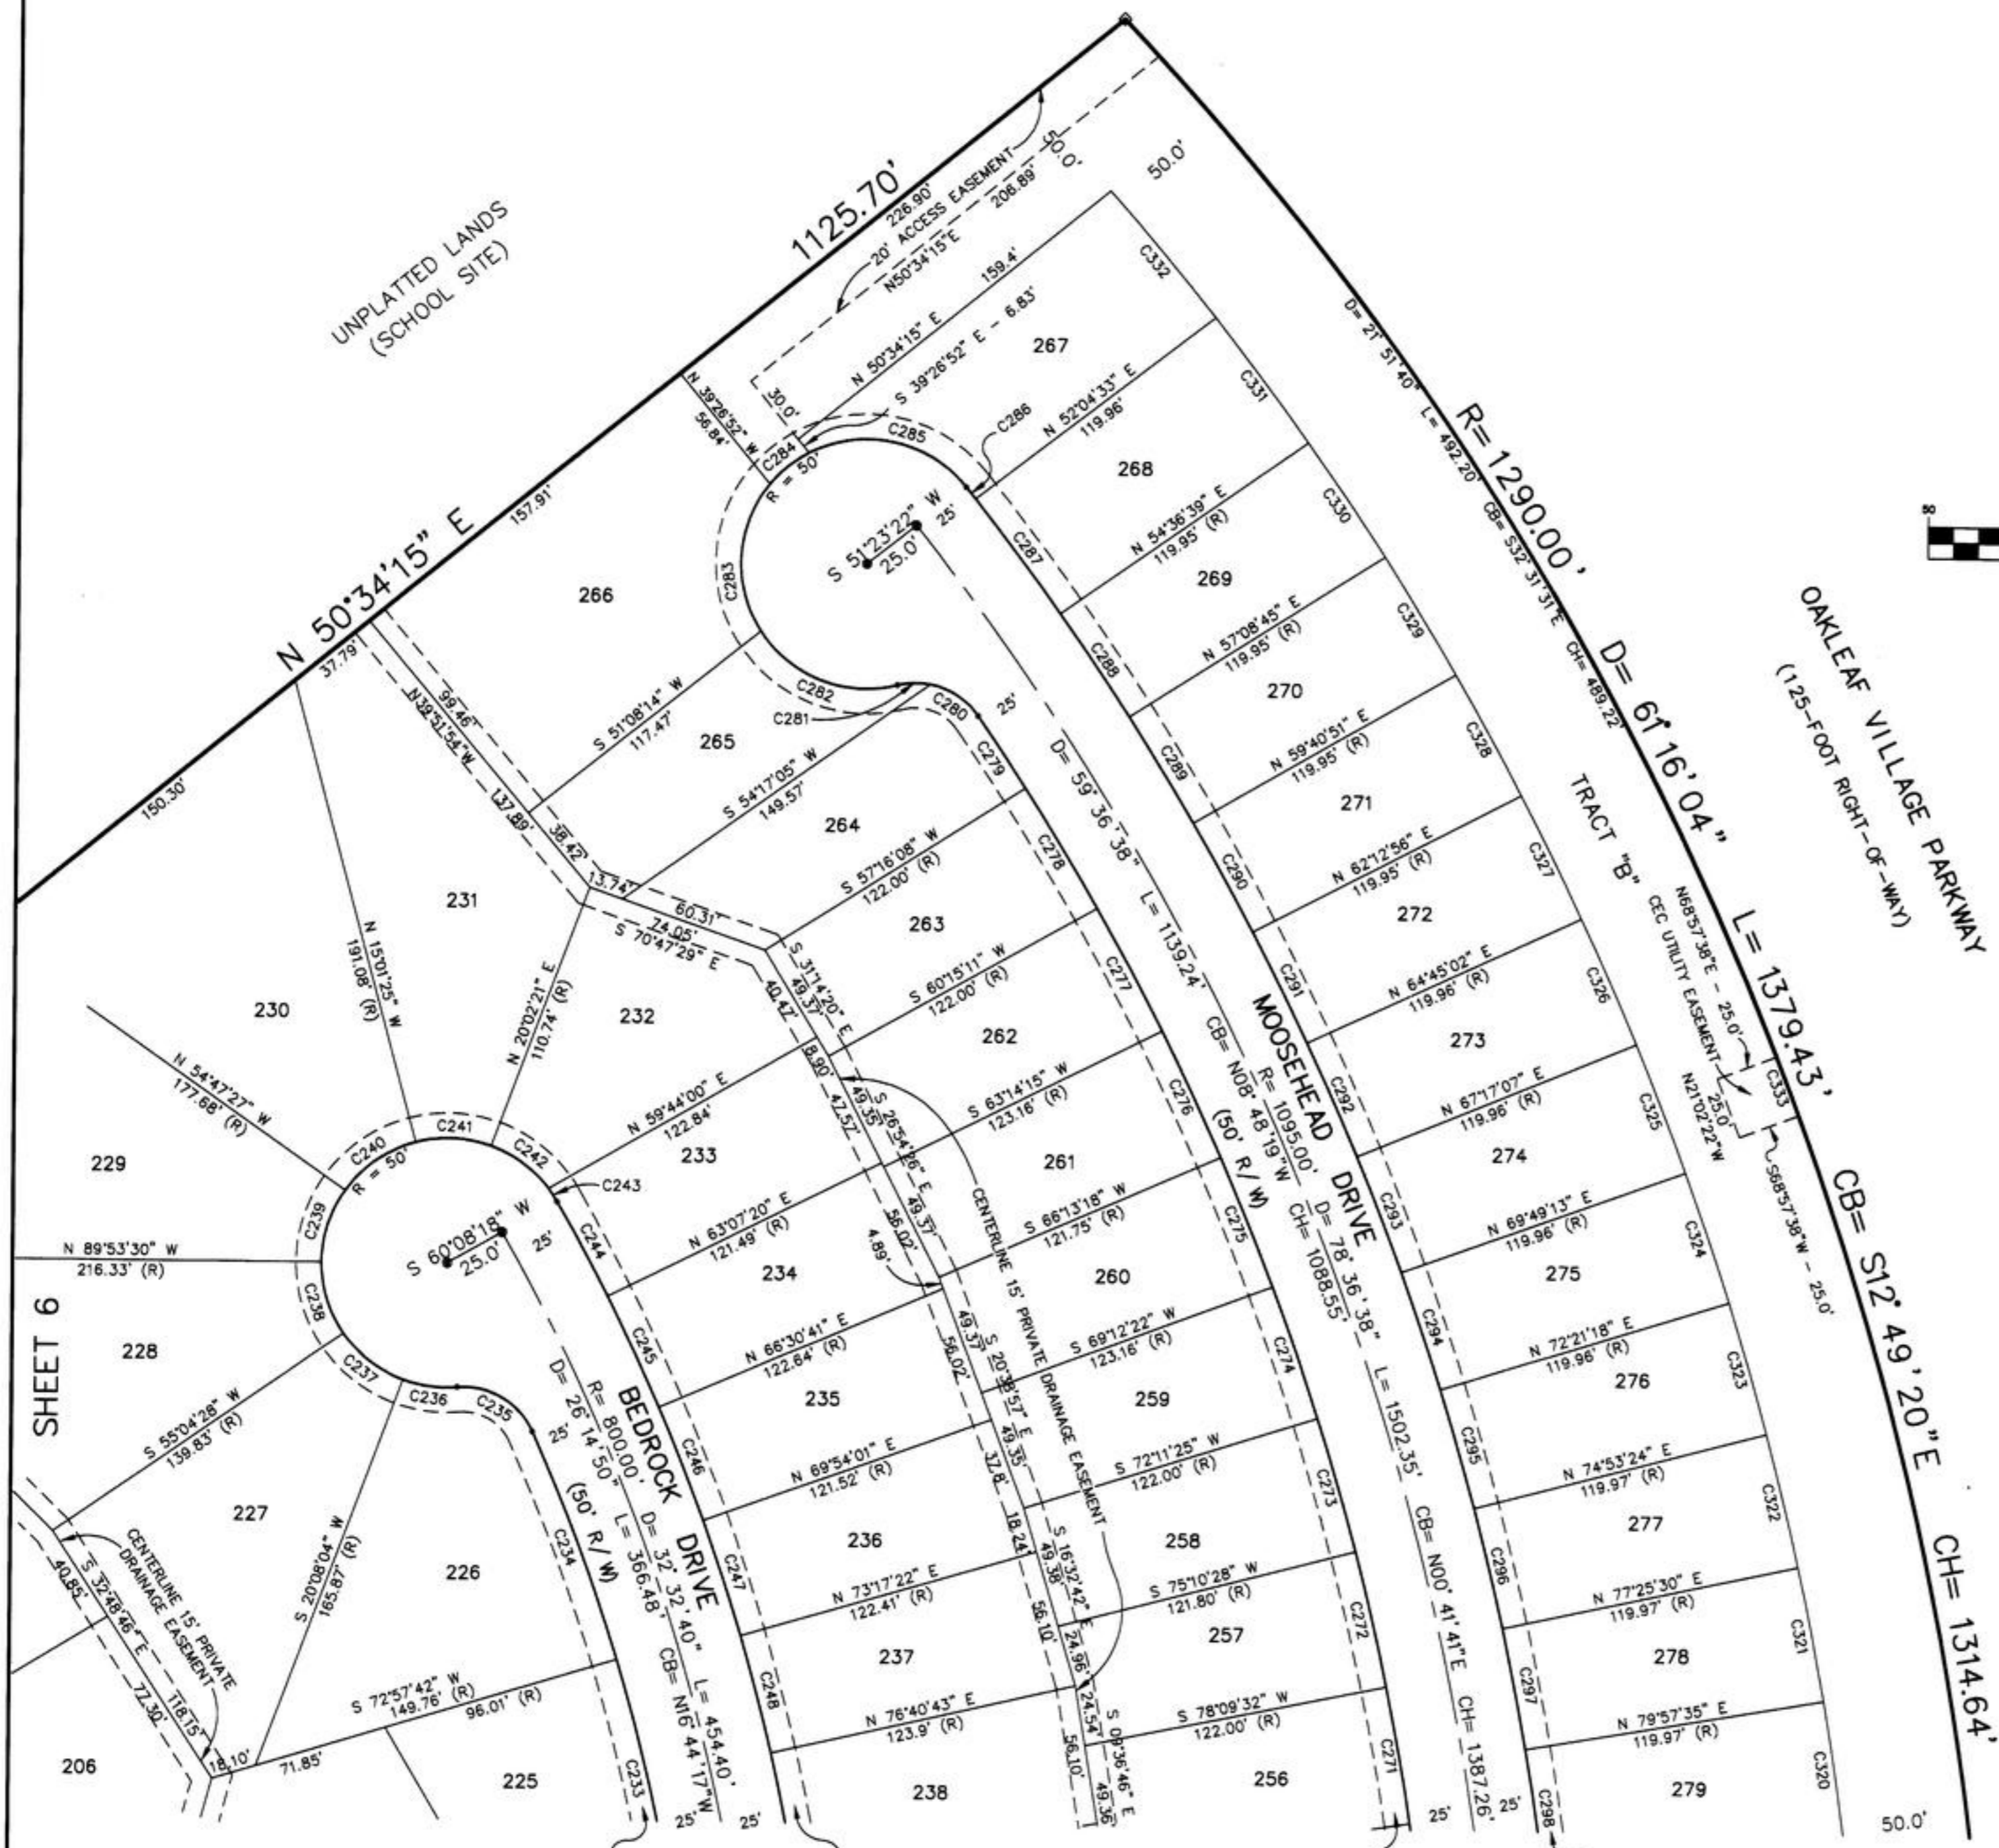 UNPLATTED LANDS
(SCHOOL SITE)
N 50°34'15" E
1125.70'
150.30'
37.79'
157.91'
226.90'
20' ACCESS EASEMENT
N50°34'15"E
206.89'
50.0'
50.0'
N 39°26'52" W
56.84'
30.0'
N 50°34'15" E
159.4'
S 39°26'52" E - 6.83'
267
C332
C284
R = 50'
C285
C286
N 52°04'33" E
119.96'
C331
268
C283
S 51°23'22" W
25.0'
25'
C287
N 54°36'39" E
119.95' (R)
C330
269
266
C288
N 57°08'45" E
119.95' (R)
C329
270
C282
C281
C280
25'
C289
N 59°40'51" E
119.95' (R)
C328
271
99.46'
N39°51'54"W
137.89'
38.42'
S 51°08'14" W
117.47'
265
C279
S 54°17'05" W
149.57'
264
C290
N 62°12'56" E
119.95' (R)
C327
272
13.74'
60.31'
74.05'
S 70°47'29" E
S 57°16'08" W
122.00' (R)
C278
263
C291
N 64°45'02" E
119.96' (R)
C326
273
231
N 15°01'25" W
191.08' (R)
N 20°02'21" E
110.74' (R)
232
40.47'
S 31°14'20" E
49.37'
S 60°15'11" W
122.00' (R)
C277
262
C292
N 67°17'07" E
119.96' (R)
C325
274
230
N 54°47'27" W
177.68' (R)
229
C239
C240
R = 50'
C241
C242
C243
N 59°44'00" E
122.84'
8.90'
47.57'
S 26°54'26" E
49.35'
49.37'
S 63°14'15" W
123.16' (R)
C276
261
C293
N 69°49'13" E
119.96' (R)
C324
275
233
C244
N 63°07'20" E
121.49' (R)
56.02'
4.89'
S 66°13'18" W
121.75' (R)
C275
260
C294
N 72°21'18" E
119.96' (R)
C323
276
N 89°53'30" W
216.33' (R)
228
C238
S 60°08'18" W
25.0'
25'
234
C245
N 66°30'41" E
122.64' (R)
49.37'
56.02'
S 20°38'57" E
49.35'
S 69°12'22" W
123.16' (R)
C274
259
C295
N 74°53'24" E
119.97' (R)
C322
277
SHEET 6
S 55°04'28" W
139.83' (R)
C237
C236
C235
25'
235
C246
N 69°54'01" E
121.52' (R)
37.8'
18.24'
S 72°11'25" W
122.00' (R)
C273
258
C296
N 77°25'30" E
119.97' (R)
C321
278
227
S 20°08'04" W
165.87' (R)
226
C234
236
C247
N 73°17'22" E
122.41' (R)
S 16°32'42" E
49.38'
56.10'
S 75°10'28" W
121.80' (R)
C272
257
C297
N 79°57'35" E
119.97' (R)
C320
279
CENTERLINE 15' PRIVATE
DRAINAGE EASEMENT
S 32°48'46" E
40.85'
77.30'
118.15'
18.10'
71.85'
206
S 72°57'42" W
149.76' (R)
96.01' (R)
225
C233
237
C248
N 76°40'43" E
123.9' (R)
24.96'
24.54'
56.10'
S 09°36'46" E
49.36'
S 78°09'32" W
122.00' (R)
C271
256
238
C298
25'
25'
25'
25'
50.0'
CENTERLINE 15' PRIVATE DRAINAGE EASEMENT
BEDROCK DRIVE
(50' R/W)
R= 800.00' D= 32° 32'40" L= 454.40'
D= 26° 14'50" L= 366.48' CB= N16° 44'17"W
MOOSEHEAD DRIVE
(50' R/W)
D= 59° 36'38" L= 1139.24' CB= N08° 48'19"W CH= 1088.55'
R= 1095.00' D= 78° 36'38" L= 1502.35' CB= N00° 41'41"E CH= 1387.26'
D= 21° 51'40" L= 492.20' CB= S32° 31'31"E CH= 489.22'
R= 1290.00' D= 61° 16'04" L= 1379.43' CB= S12° 49'20"E CH= 1314.64'
TRACT "B"
CEC UTILITY EASEMENT
N68°57'38"E - 25.0'
C333
25.0'
N21°02'22"W
S68°57'38"W - 25.0'
OAKLEAF VILLAGE PARKWAY
(125-FOOT RIGHT-OF-WAY)
50